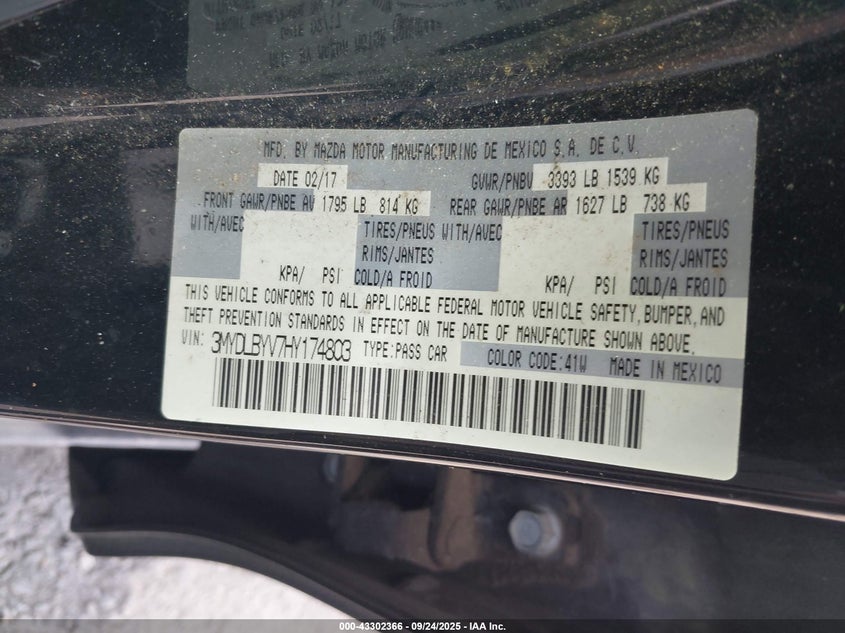 MFD. BY MAZDA MOTOR MANUFACTURING DE MEXICO S.A. DE C.V.
DATE 02/17 GVWR/PNBV 3393 LB 1539 KG
FRONT GAWR/PNBE AV 1795 LB 814 KG REAR GAWR/PNBE AR 1627 LB 738 KG
WITH/AVEC TIRES/PNEUS WITH/AVEC TIRES/PNEUS
RIMS/JANTES RIMS/JANTES
KPA/ PSI COLD/A FROID KPA/ PSI COLD/A FROID
THIS VEHICLE CONFORMS TO ALL APPLICABLE FEDERAL MOTOR VEHICLE SAFETY, BUMPER, AND
THEFT PREVENTION STANDARDS IN EFFECT ON THE DATE OF MANUFACTURE SHOWN ABOVE.
VIN: 3MYDLBYV7HY174803 TYPE:PASS CAR COLOR CODE:41W MADE IN MEXICO
000-43302366 - 09/24/2025 - IAA Inc.